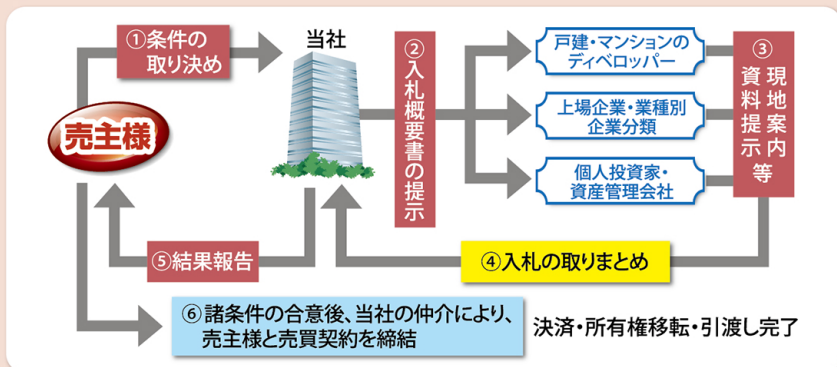 ①条件の
取り決め
当社
売主様
②入札概要書の提示
戸建・マンションの
ディベロッパー
上場企業・業種別
企業分類
個人投資家・
資産管理会社
③現地案内等
資料提示
④入札の取りまとめ
⑤結果報告
⑥諸条件の合意後、当社の仲介により、
売主様と売買契約を締結
決済・所有権移転・引渡し完了